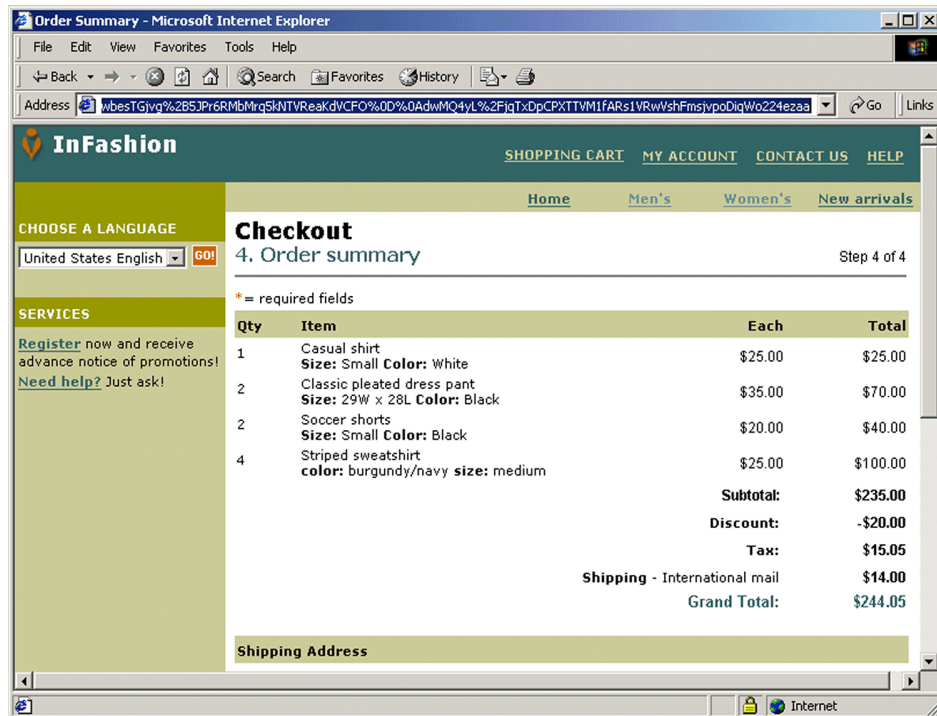 Order Summary - Microsoft Internet Explorer
File Edit View Favorites Tools Help
Back Search Favorites History
Address wbesTGjvg%2B5JPr6RMbMrq5kNTVReaKdVCFO%0D%0AdwMQ4yL%2FjqTxDpCPXTTVM1fARs1VRwVshFmsjvpoDiqWo224ezaa Go Links
InFashion
SHOPPING CART MY ACCOUNT CONTACT US HELP
Home Men's Women's New arrivals
CHOOSE A LANGUAGE
United States English GO!
SERVICES
Register now and receive
advance notice of promotions!
Need help? Just ask!
Checkout
4. Order summary Step 4 of 4
*= required fields
Qty Item Each Total
1 Casual shirt $25.00 $25.00
Size: Small Color: White
2 Classic pleated dress pant $35.00 $70.00
Size: 29W x 28L Color: Black
2 Soccer shorts $20.00 $40.00
Size: Small Color: Black
4 Striped sweatshirt $25.00 $100.00
color: burgundy/navy size: medium
Subtotal: $235.00
Discount: -$20.00
Tax: $15.05
Shipping - International mail $14.00
Grand Total: $244.05
Shipping Address
Internet